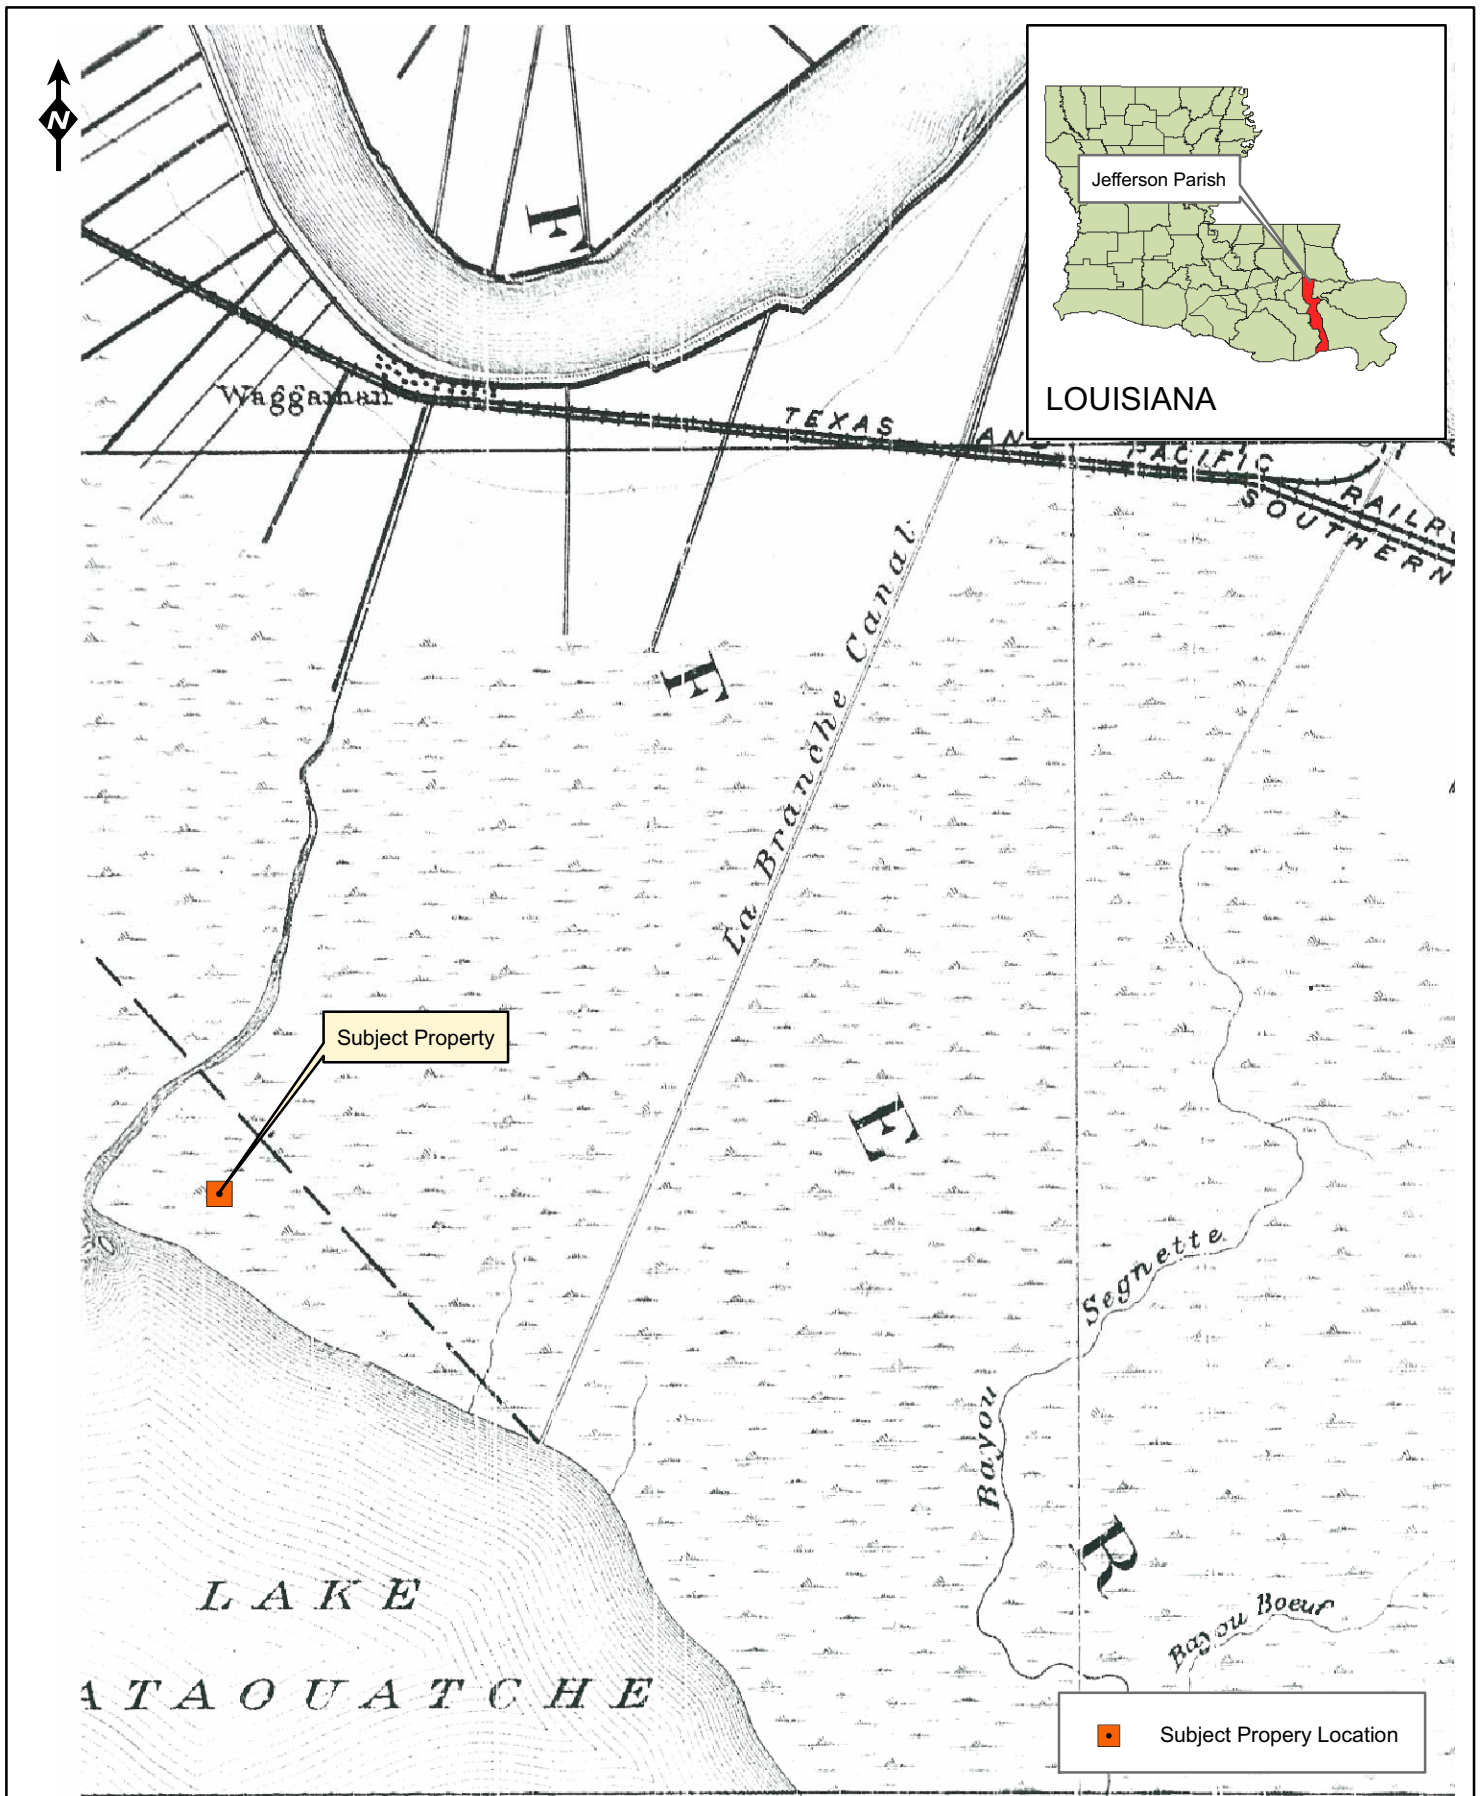 N
Jefferson Parish
LOUISIANA
F
Waggaman
TEXAS AND PACIFIC RAILR
SOUTHERN
La Branche Canal
F
Subject Property
E
Bayou Segnette
R
Bayou Boeuf
LAKE
ATAOUATCHE
Subject Propery Location